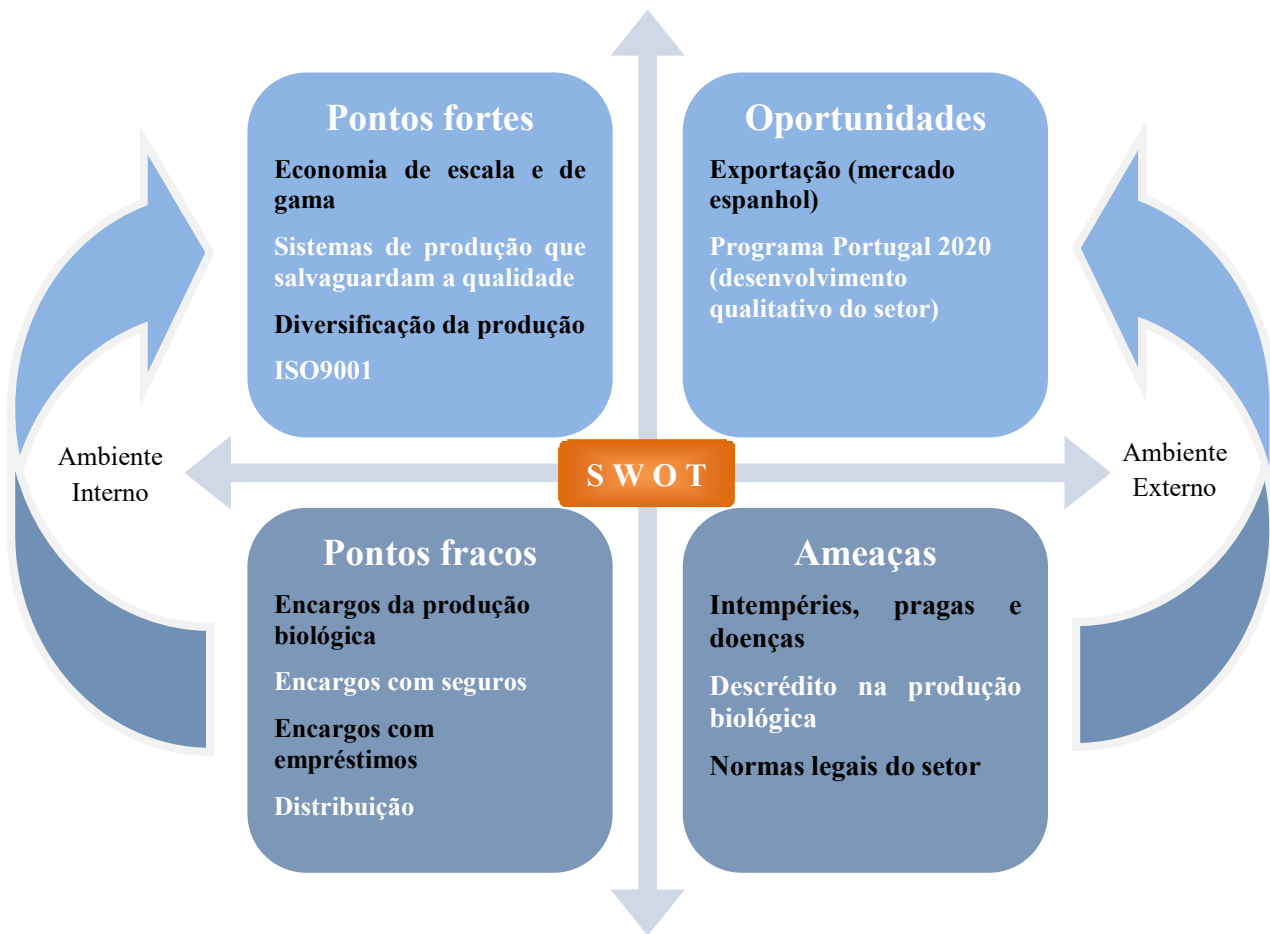 Pontos fortes
Economia de escala e de
gama
Sistemas de produção que
salvaguardam a qualidade
Diversificação da produção
ISO9001
Oportunidades
Exportação (mercado
espanhol)
Programa Portugal 2020
(desenvolvimento
qualitativo do setor)
Ambiente
Interno
S W O T
Ambiente
Externo
Pontos fracos
Encargos da produção
biológica
Encargos com seguros
Encargos com
empréstimos
Distribuição
Ameaças
Intempéries, pragas e
doenças
Descrédito na produção
biológica
Normas legais do setor